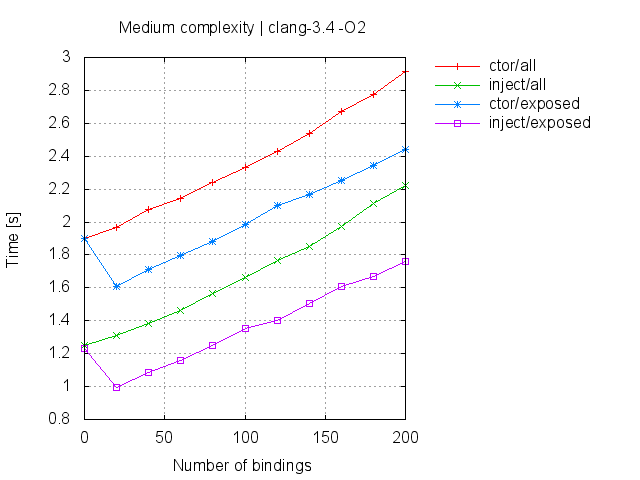 Medium complexity | clang-3.4 -O2
3
2.8
2.6
2.4
2.2
2
1.8
1.6
1.4
1.2
1
0.8
Time [s]
0 50 100 150 200
Number of bindings
ctor/all
inject/all
ctor/exposed
inject/exposed